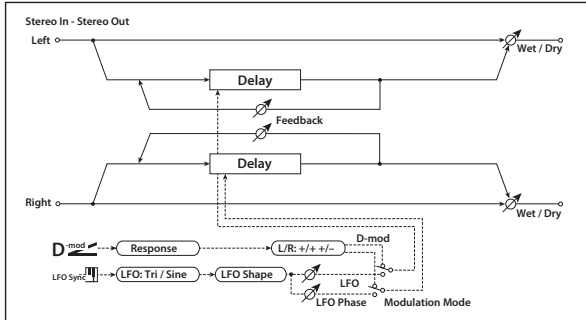 Stereo In - Stereo Out
Left
Wet / Dry
Delay
Feedback
Delay
Right
Wet / Dry
D-mod
D-mod
Response
L/R: +/+ +/–
LFO Sync
LFO: Tri / Sine
LFO Shape
LFO
LFO Phase
Modulation Mode